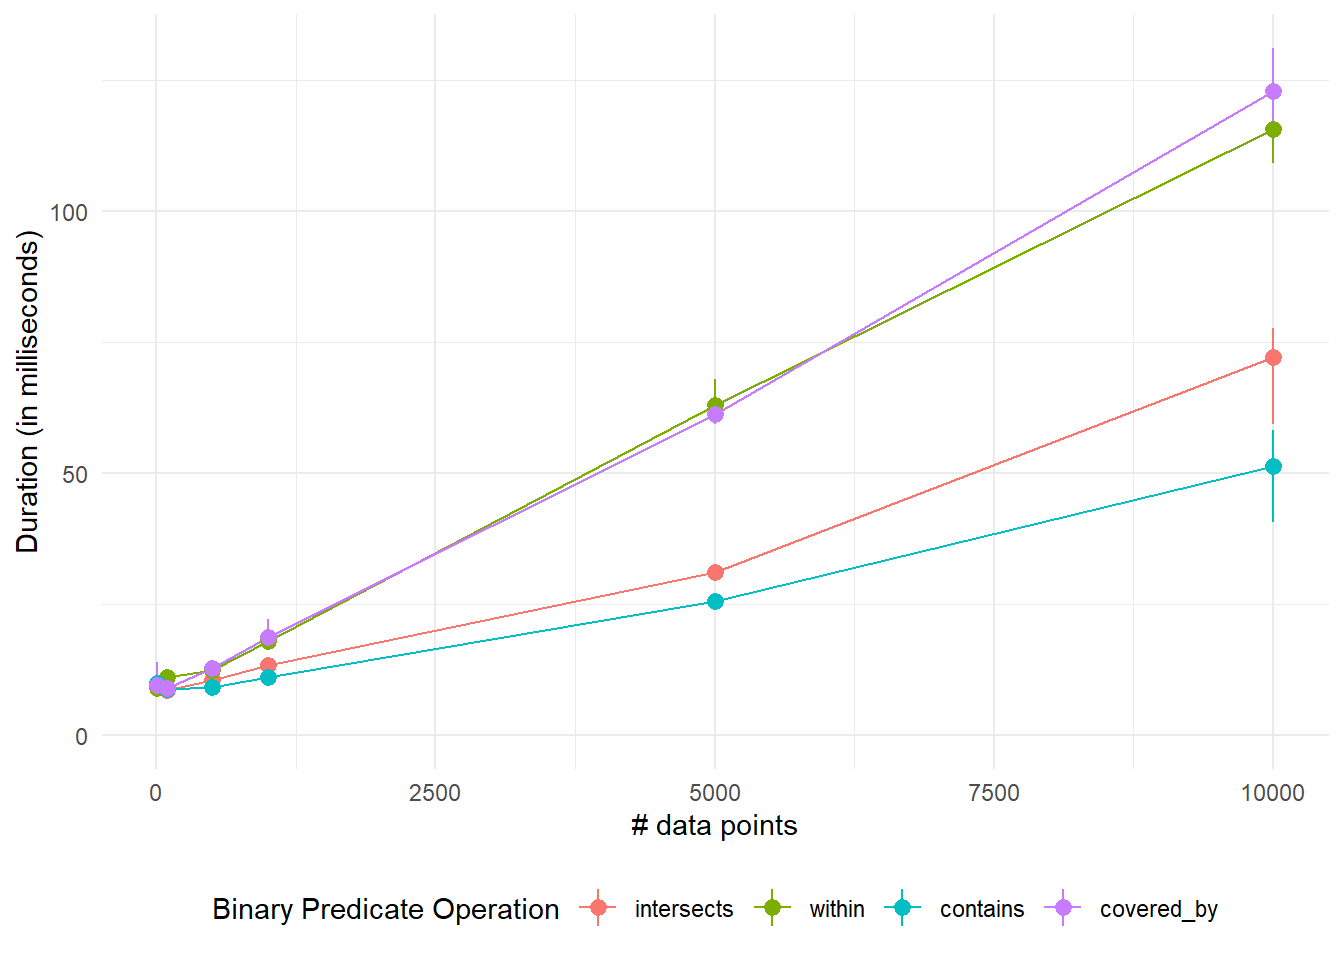 Duration (in milliseconds)
100
50
0
0 2500 5000 7500 10000
# data points
Binary Predicate Operation intersects within contains covered_by